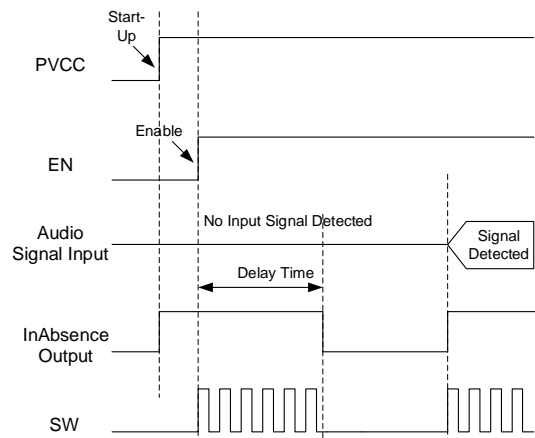 Start-
Up
PVCC
Enable
EN
No Input Signal Detected
Audio
Signal Input
Signal
Detected
Delay Time
InAbsence
Output
SW